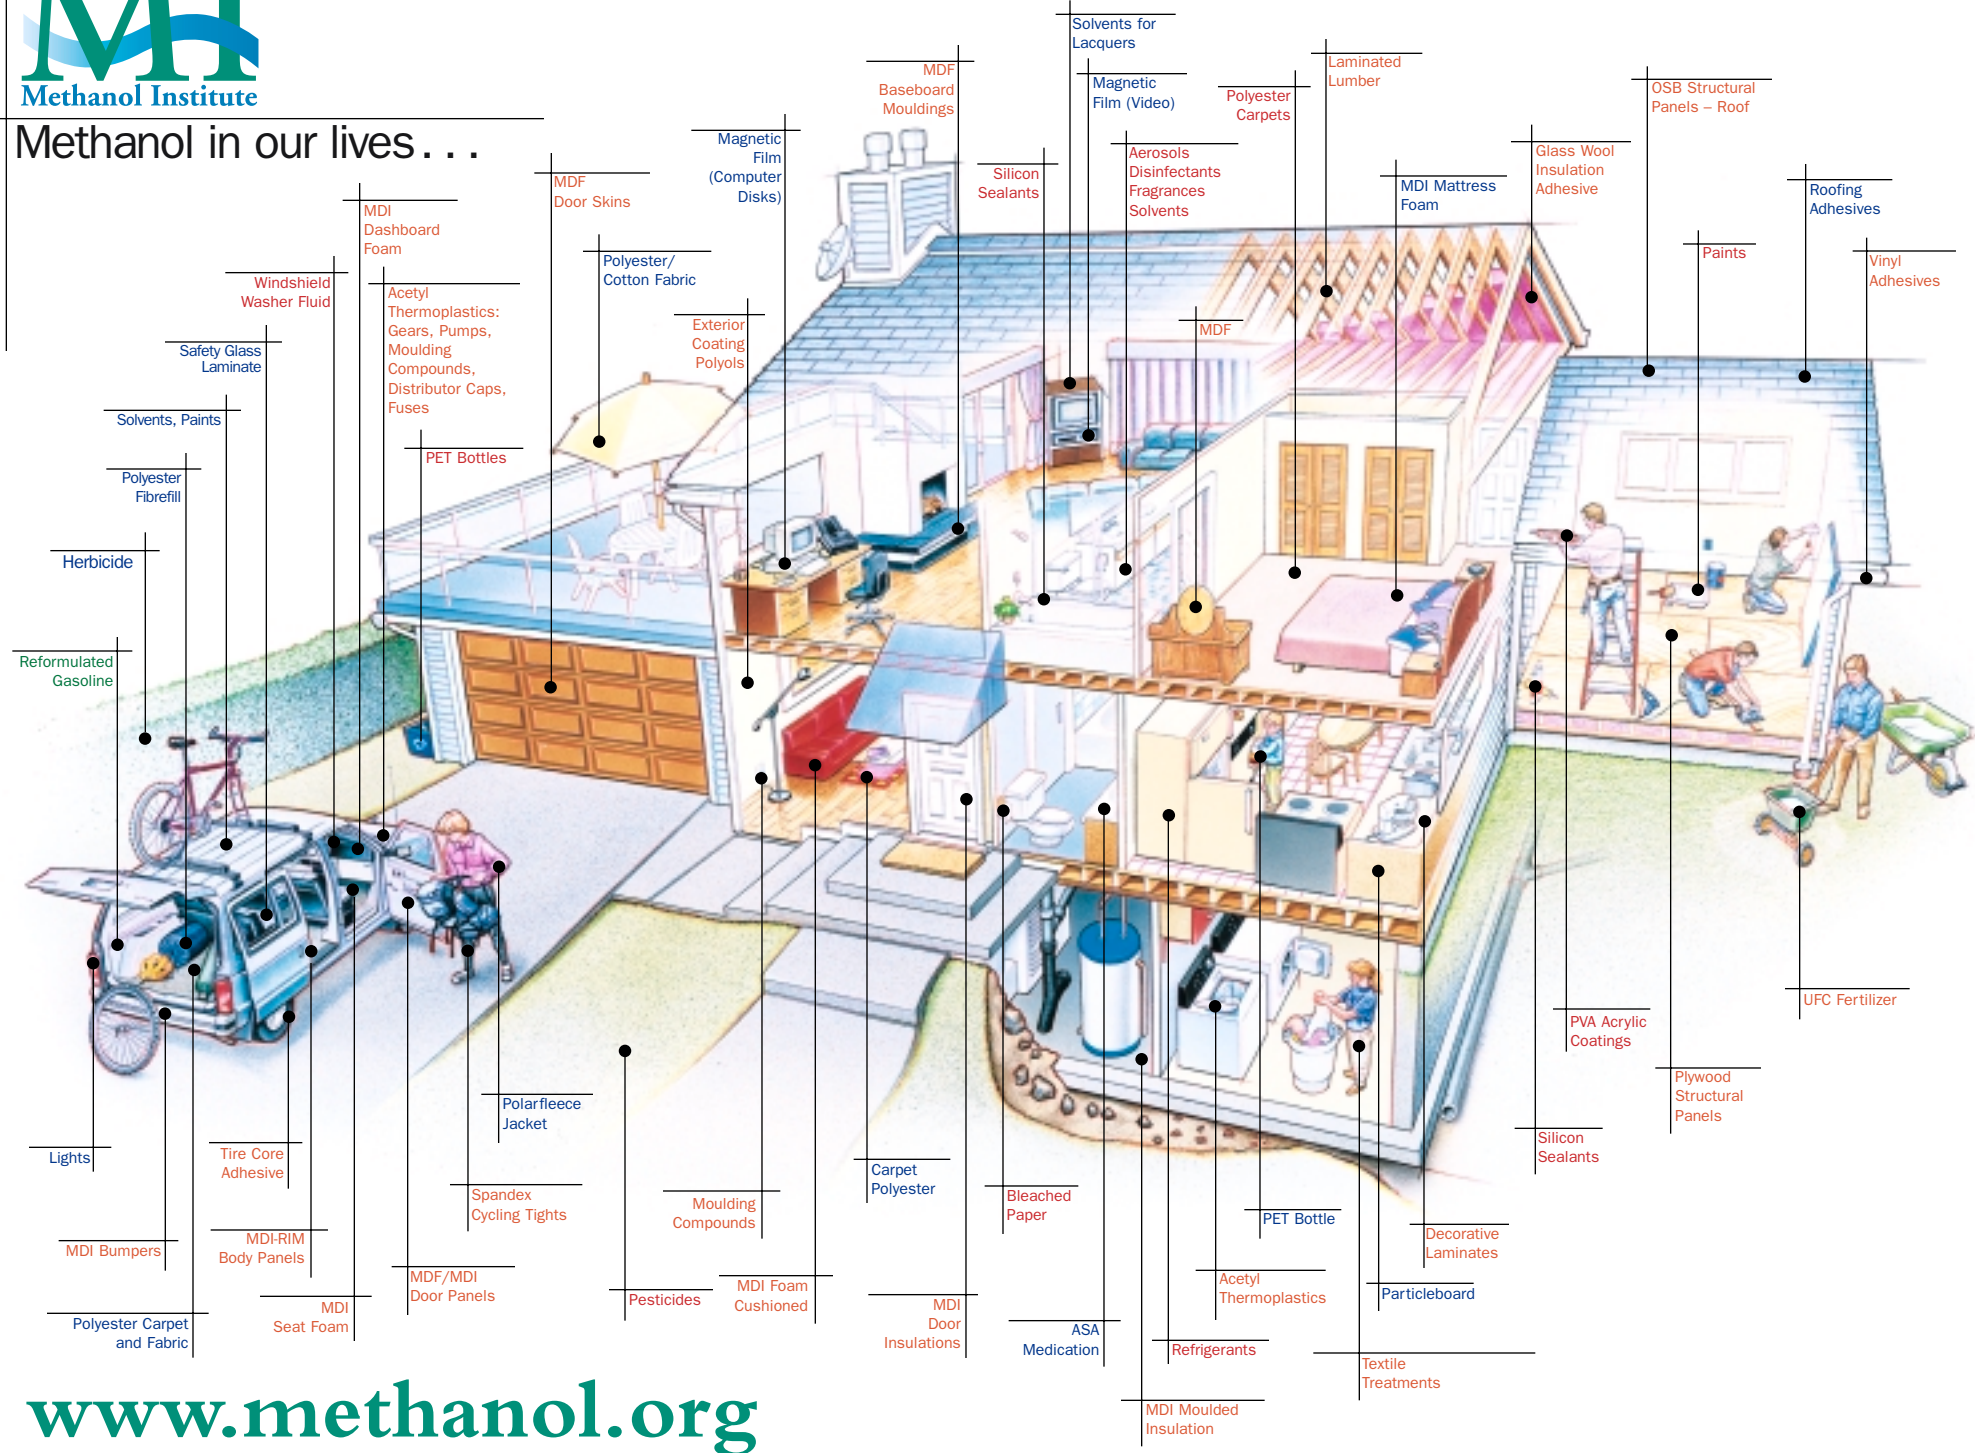 MI
Methanol Institute
Methanol in our lives...
Solvents for
Lacquers
Magnetic
Film (Video)
MDF
Baseboard
Mouldings
Laminated
Lumber
Polyester
Carpets
OSB Structural
Panels – Roof
Magnetic
Film
(Computer
Disks)
Silicon
Sealants
Aerosols
Disinfectants
Fragrances
Solvents
MDI Mattress
Foam
Glass Wool
Insulation
Adhesive
Roofing
Adhesives
MDF
Door Skins
MDI
Dashboard
Foam
Polyester/
Cotton Fabric
Paints
Vinyl
Adhesives
Windshield
Washer Fluid
Acetyl
Thermoplastics:
Gears, Pumps,
Moulding
Compounds,
Distributor Caps,
Fuses
Exterior
Coating
Polyols
MDF
Safety Glass
Laminate
Solvents, Paints
PET Bottles
Polyester
Fibrefill
Herbicide
Reformulated
Gasoline
UFC Fertilizer
PVA Acrylic
Coatings
Plywood
Structural
Panels
Silicon
Sealants
Polarfleece
Jacket
Lights
Tire Core
Adhesive
Spandex
Cycling Tights
Moulding
Compounds
Carpet
Polyester
Bleached
Paper
PET Bottle
Decorative
Laminates
MDI Bumpers
MDI-RIM
Body Panels
MDF/MDI
Door Panels
Pesticides
MDI Foam
Cushioned
Acetyl
Thermoplastics
Particleboard
Polyester Carpet
and Fabric
MDI
Seat Foam
MDI
Door
Insulations
ASA
Medication
Refrigerants
Textile
Treatments
MDI Moulded
Insulation
www.methanol.org